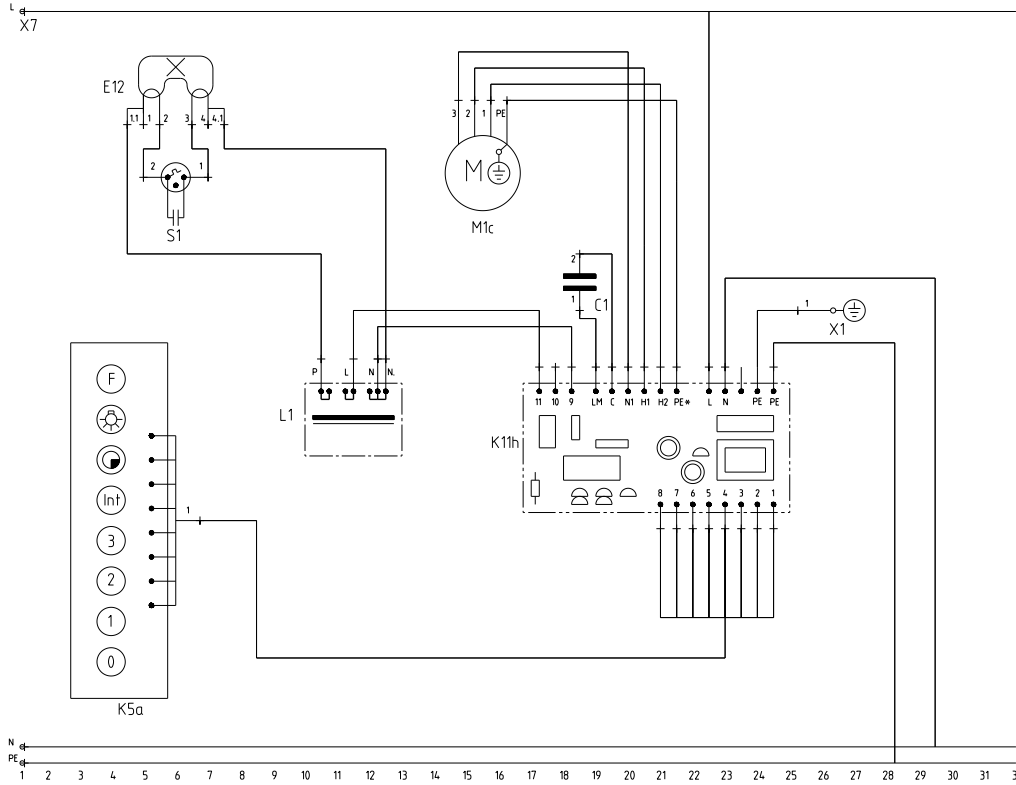 L
X7
E12
1.1 1 2 3 4 4.1
2 1
S1
3 2 1 PE
M
M1c
2
1
C1
1
X1
P L N N.
L1
11 10 9 LM C N1 H1 H2 PE* L N PE PE
K11h
8 7 6 5 4 3 2 1
F
Int
3
2
1
0
1
K5a
N
PE
1 2 3 4 5 6 7 8 9 10 11 12 13 14 15 16 17 18 19 20 21 22 23 24 25 26 27 28 29 30 31 3